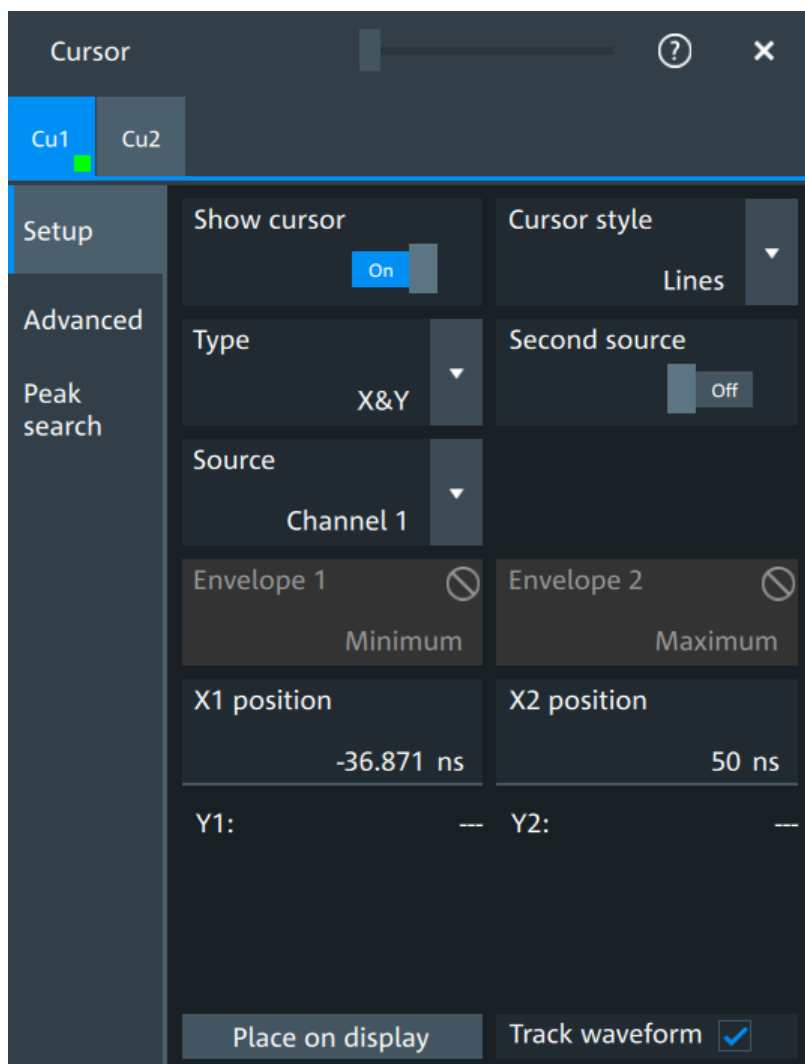 Cursor
?
Cu1 Cu2
Setup
Show cursor
On
Cursor style
Lines
Advanced
Type
X&Y
Second source
Off
Peak
search
Source
Channel 1
Envelope 1
Minimum
Envelope 2
Maximum
X1 position
-36.871 ns
X2 position
50 ns
Y1: ---
Y2: ---
Place on display
Track waveform